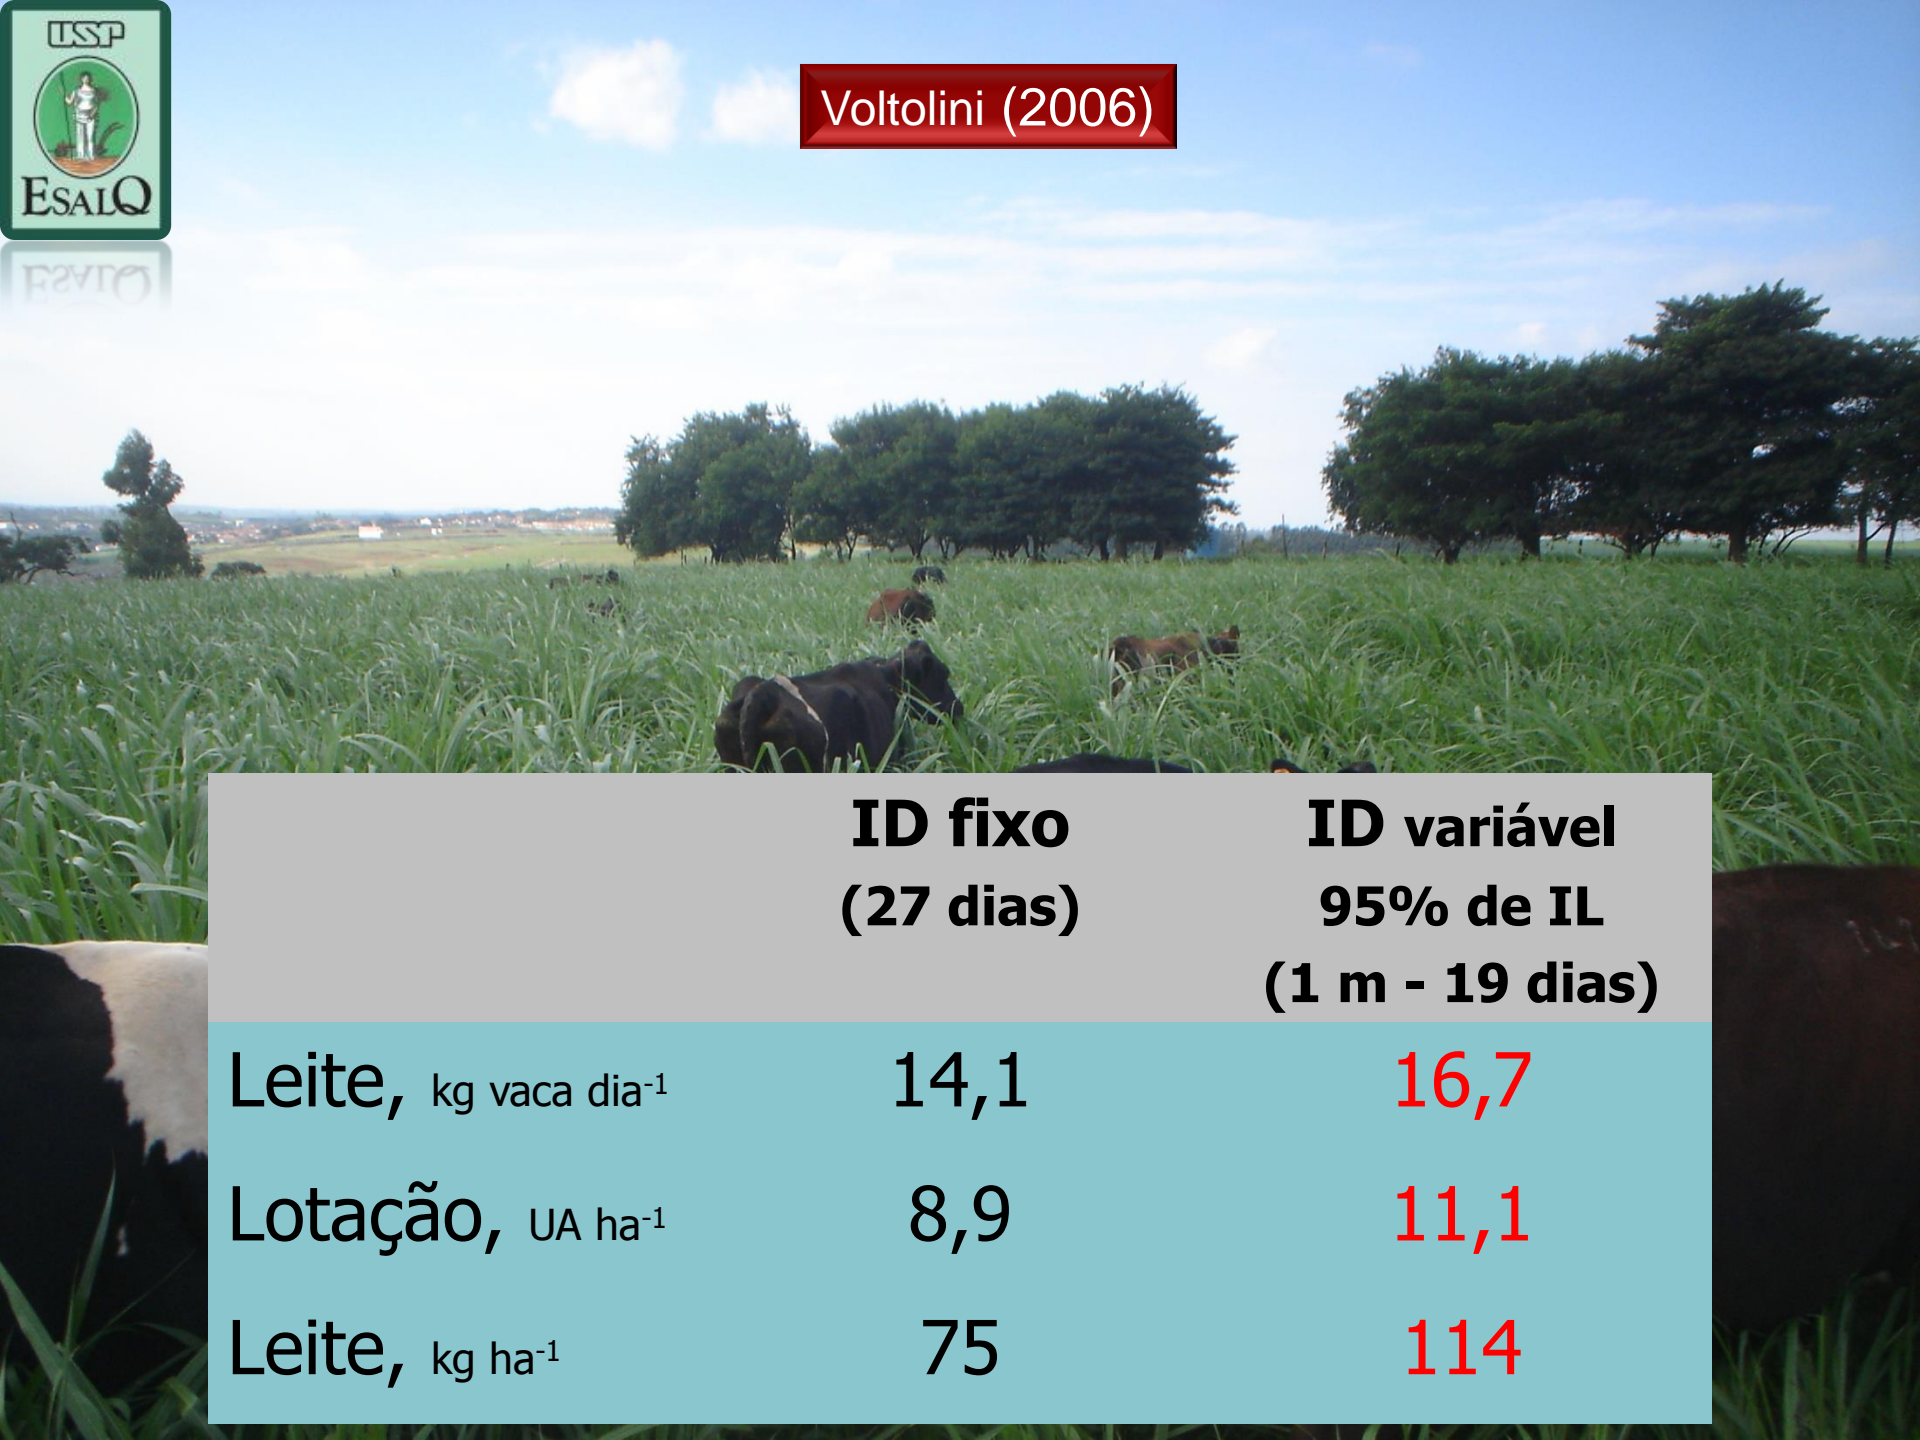 USP
ESALQ
Voltolini (2006)
ID fixo ID variável
(27 dias) 95% de IL
(1 m - 19 dias)
Leite, kg vaca dia-1 14,1 16,7
Lotação, UA ha-1 8,9 11,1
Leite, kg ha-1 75 114